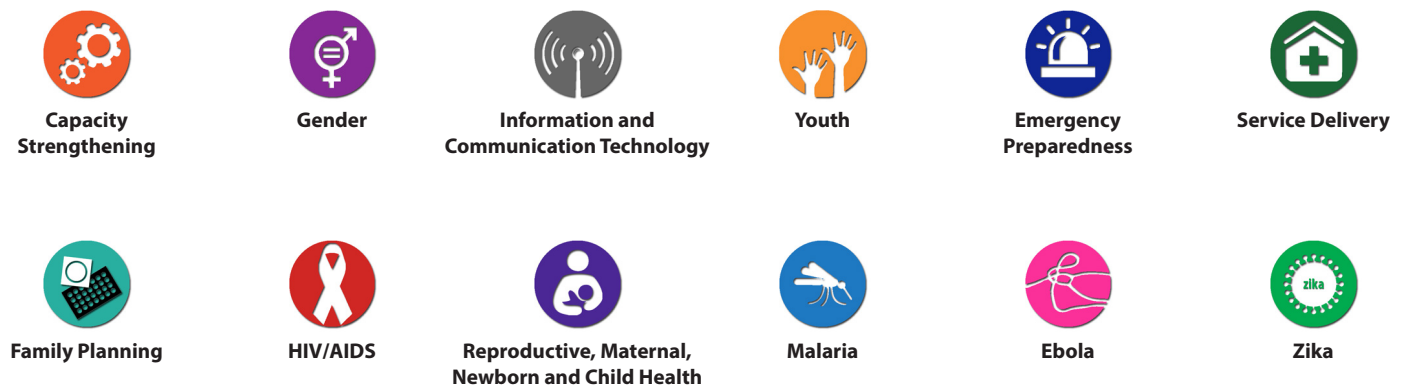 Capacity
Strengthening
Gender
Information and
Communication Technology
Youth
Emergency
Preparedness
Service Delivery
zika
Family Planning
HIV/AIDS
Reproductive, Maternal,
Newborn and Child Health
Malaria
Ebola
Zika